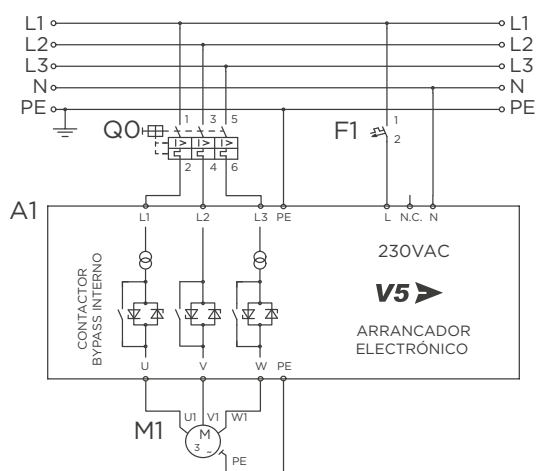 L1 L1
L2 L2
L3 L3
N N
PE PE
1 3 5 1
Q0 I> I> I> F1 2
2 4 6
A1
L1 L2 L3 PE L N.C. N
230VAC
V5
CONTACTOR
BYPASS INTERNO
ARRANCADOR
ELECTRÓNICO
U V W PE
U1 V1 W1
M1 M
3 ~
PE